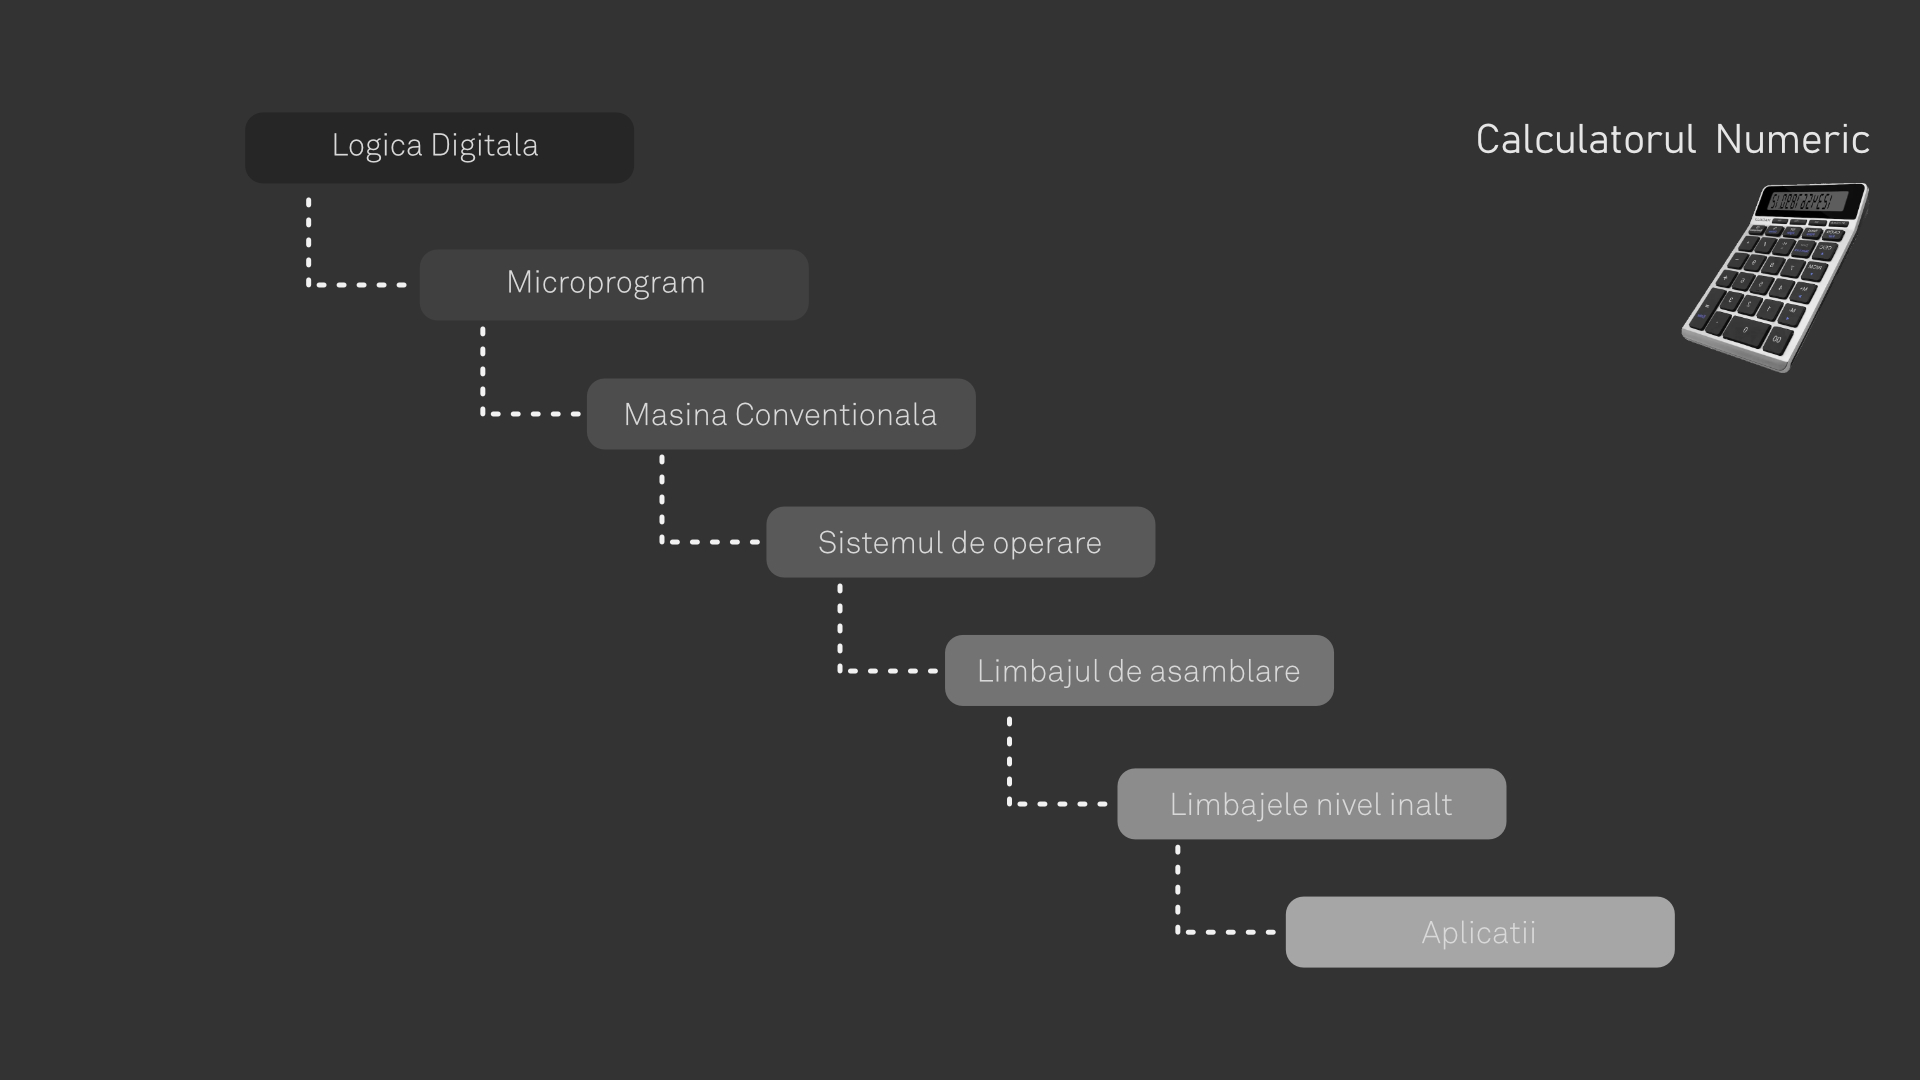 Logica Digitala
Calculatorul Numeric
Microprogram
Masina Conventionala
Sistemul de operare
Limbajul de asamblare
Limbajele nivel inalt
Aplicatii